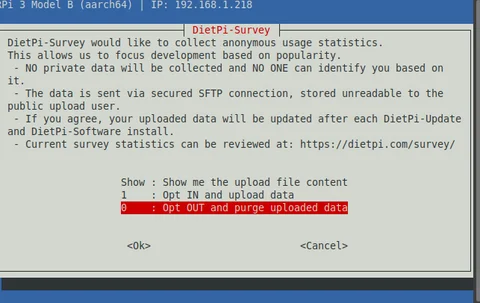 RPi 3 Model B (aarch64) | IP: 192.168.1.218
DietPi-Survey
DietPi-Survey would like to collect anonymous usage statistics.
This allows us to focus development based on popularity.
- NO private data will be collected and NO ONE can identify you based on
it.
- The data is sent via secured SFTP connection, stored unreadable to the
public upload user.
- If you agree, your uploaded data will be updated after each DietPi-Update
and DietPi-Software install.
- Current survey statistics can be reviewed at: https://dietpi.com/survey/
Show : Show me the upload file content
1 : Opt IN and upload data
0 : Opt OUT and purge uploaded data
<Ok> <Cancel>